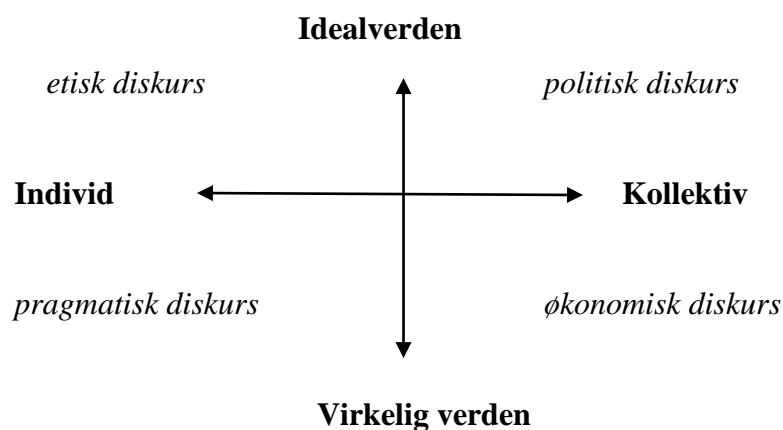 Idealverden
etisk diskurs politisk diskurs
Individ Kollektiv
pragmatisk diskurs økonomisk diskurs
Virkelig verden